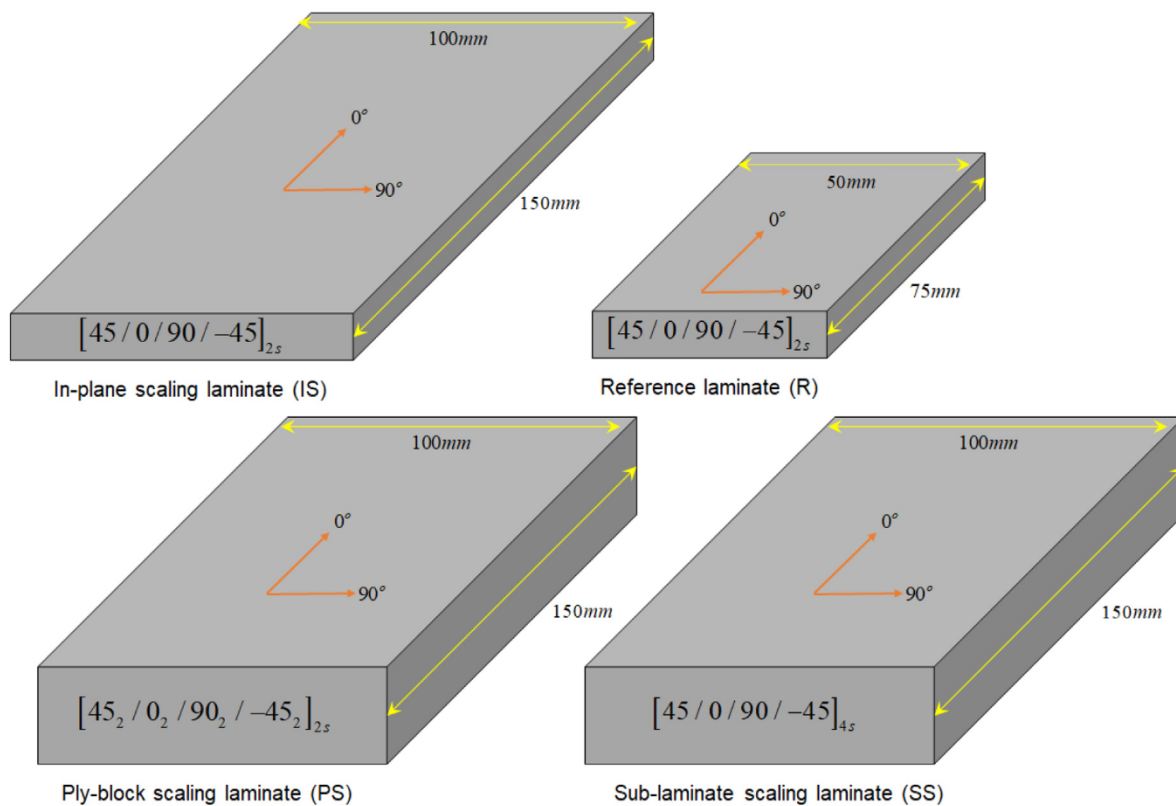 100mm
0°
90°
150mm
[45 / 0 / 90 / −45]₂ₛ
In-plane scaling laminate (IS)
50mm
0°
90°
75mm
[45 / 0 / 90 / −45]₂ₛ
Reference laminate (R)
100mm
0°
90°
150mm
[45₂ / 0₂ / 90₂ / −45₂]₂ₛ
Ply-block scaling laminate (PS)
100mm
0°
90°
150mm
[45 / 0 / 90 / −45]₄ₛ
Sub-laminate scaling laminate (SS)